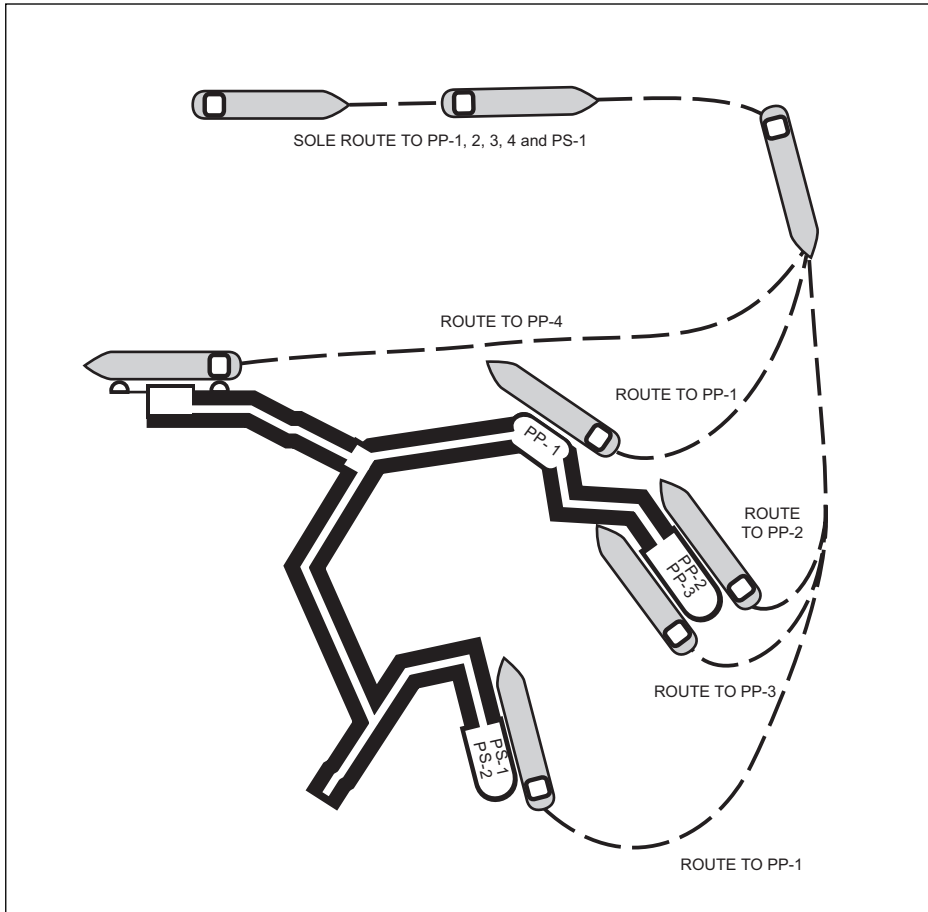 SOLE ROUTE TO PP-1, 2, 3, 4 and PS-1
ROUTE TO PP-4
ROUTE TO PP-1
PP- 1
ROUTE
TO PP-2
PP-2
PP-3
ROUTE TO PP-3
PS-1
PS-2
ROUTE TO PP-1